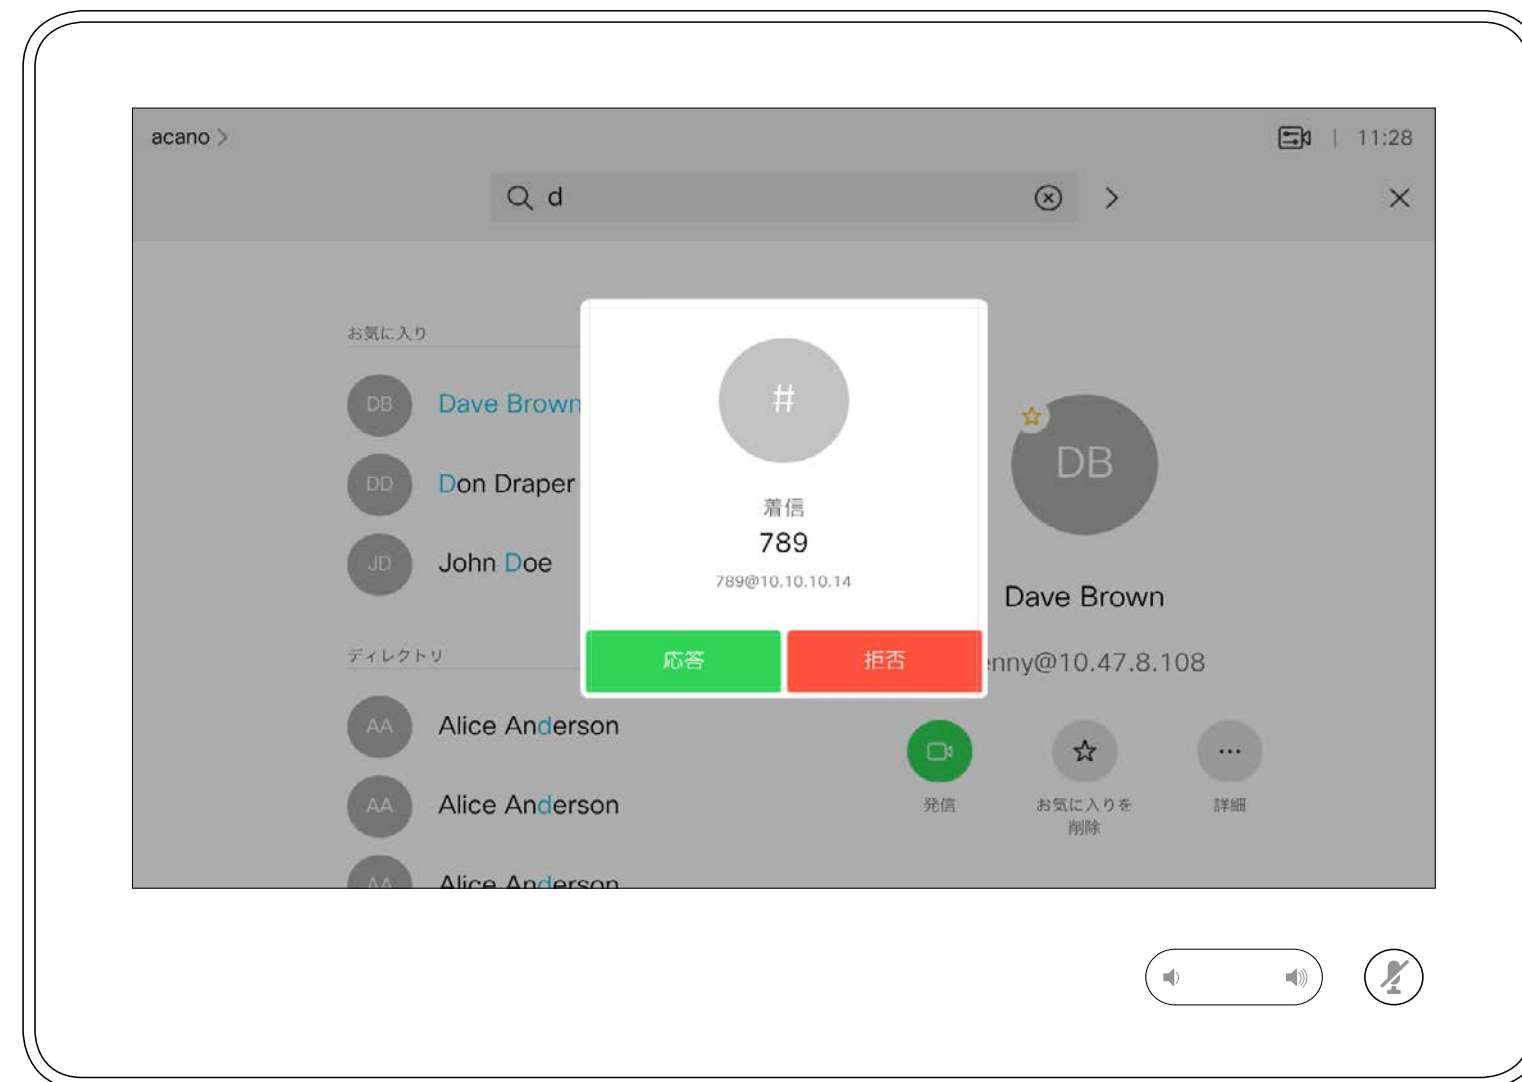 acano >
11:28
d
お気に入り
DB
Dave Brown
DD
Don Draper
JD
John Doe
ディレクトリ
AA
Alice Anderson
AA
Alice Anderson
AA
Alice Anderson
#
着信
789
789@10.10.10.14
応答
拒否
DB
Dave Brown
nny@10.47.8.108
発信
お気に入りを
削除
詳細